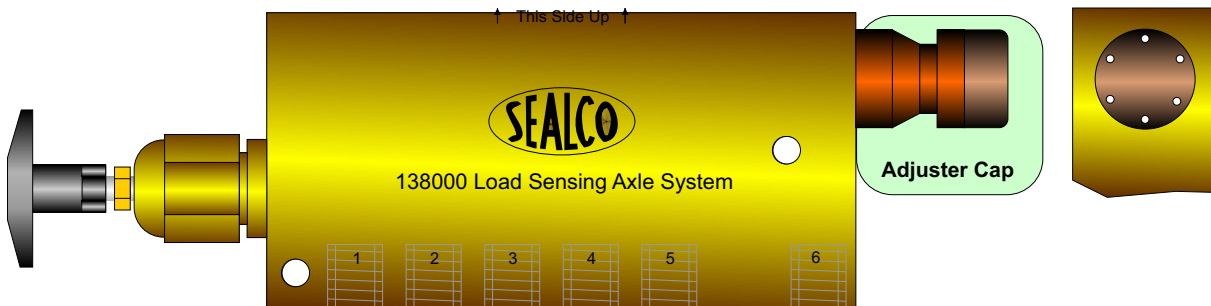 This Side Up
SEALCO
138000 Load Sensing Axle System
Adjuster Cap
1 2 3 4 5 6